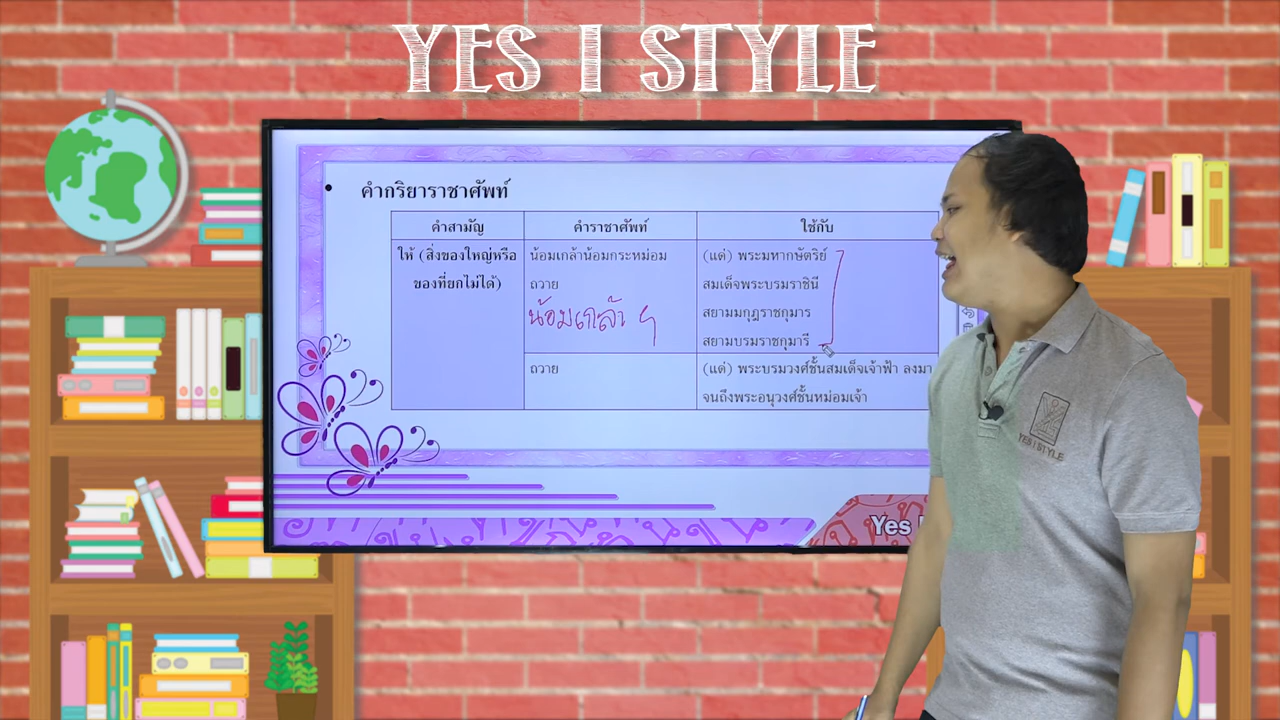 YES I STYLE
คำกริยาราชาศัพท์
คำสามัญ
คำราชาศัพท์
ใช้กับ
ให้ (สิ่งของใหญ่หรือ
ของที่ยกไม่ได้)
น้อมเกล้าน้อมกระหม่อม
ถวาย
น้อมเกล้า ฯ
(แด่) พระมหากษัตริย์
สมเด็จพระบรมราชินี
สยามมกุฎราชกุมาร
สยามบรมราชกุมารี
ถวาย
(แด่) พระบรมวงศ์ชั้นสมเด็จเจ้าฟ้า ลงมา
จนถึงพระอนุวงศ์ชั้นหม่อมเจ้า
Yes
YES I STYLE